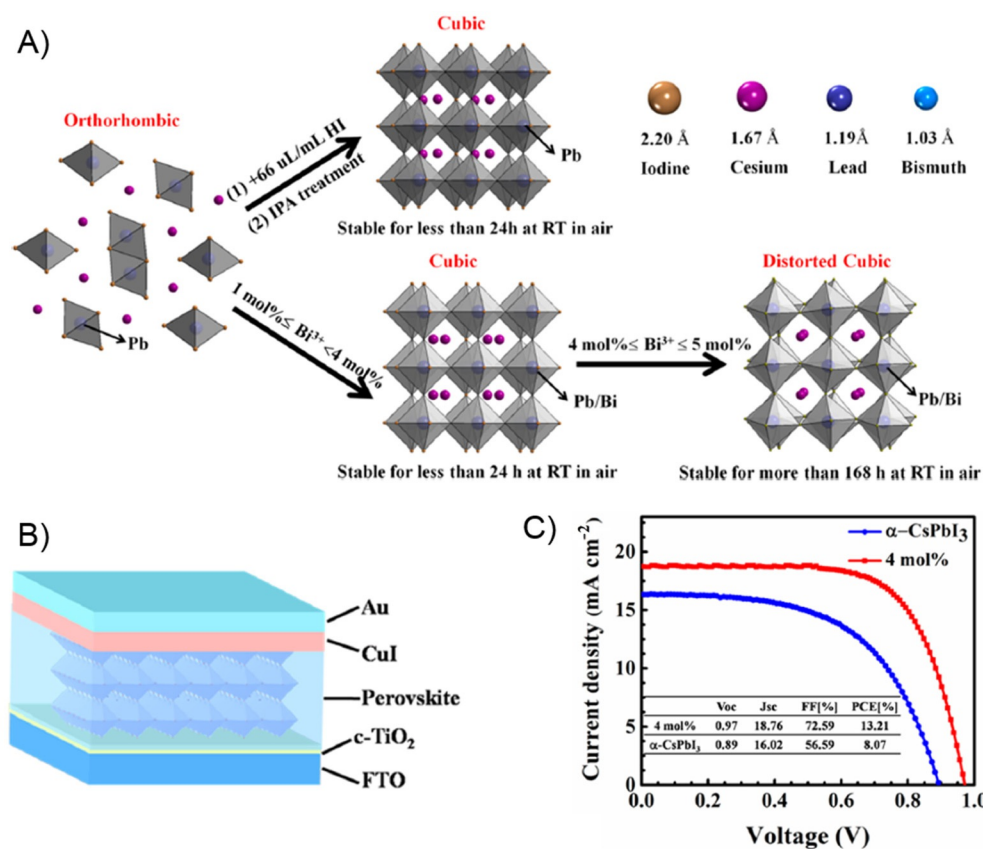 A)
Orthorhombic
Pb
(1) +66 uL/mL HI
(2) IPA treatment
1 mol%≤ Bi³⁺ <4 mol%
Cubic
Pb
Stable for less than 24h at RT in air
2.20 Å
1.67 Å
1.19 Å
1.03 Å
Iodine
Cesium
Lead
Bismuth
Cubic
Pb/Bi
Stable for less than 24 h at RT in air
4 mol%≤ Bi³⁺ ≤ 5 mol%
Distorted Cubic
Pb/Bi
Stable for more than 168 h at RT in air
B)
Au
CuI
Perovskite
c-TiO₂
FTO
C)
Current density (mA cm⁻²)
20
15
10
5
0
α−CsPbI₃
4 mol%
Voc Jsc FF[%] PCE[%]
4 mol% 0.97 18.76 72.59 13.21
α-CsPbI₃ 0.89 16.02 56.59 8.07
0.0 0.2 0.4 0.6 0.8 1.0
Voltage (V)